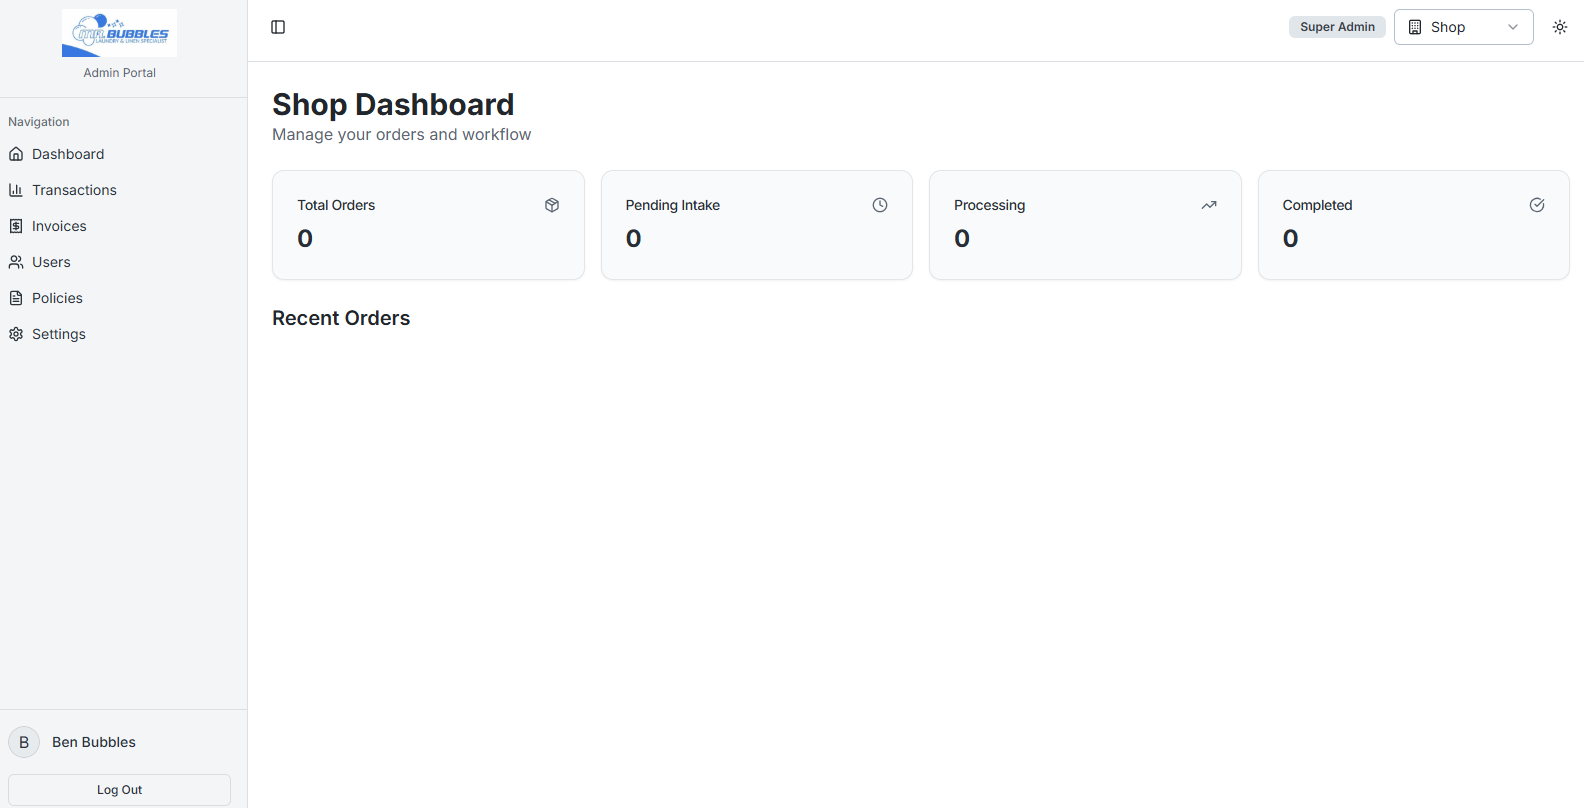 MR. BUBBLES
LAUNDRY & LINEN SPECIALIST
Admin Portal
Navigation
Dashboard
Transactions
Invoices
Users
Policies
Settings
B
Ben Bubbles
Log Out
Super Admin
Shop
Shop Dashboard
Manage your orders and workflow
Total Orders
0
Pending Intake
0
Processing
0
Completed
0
Recent Orders